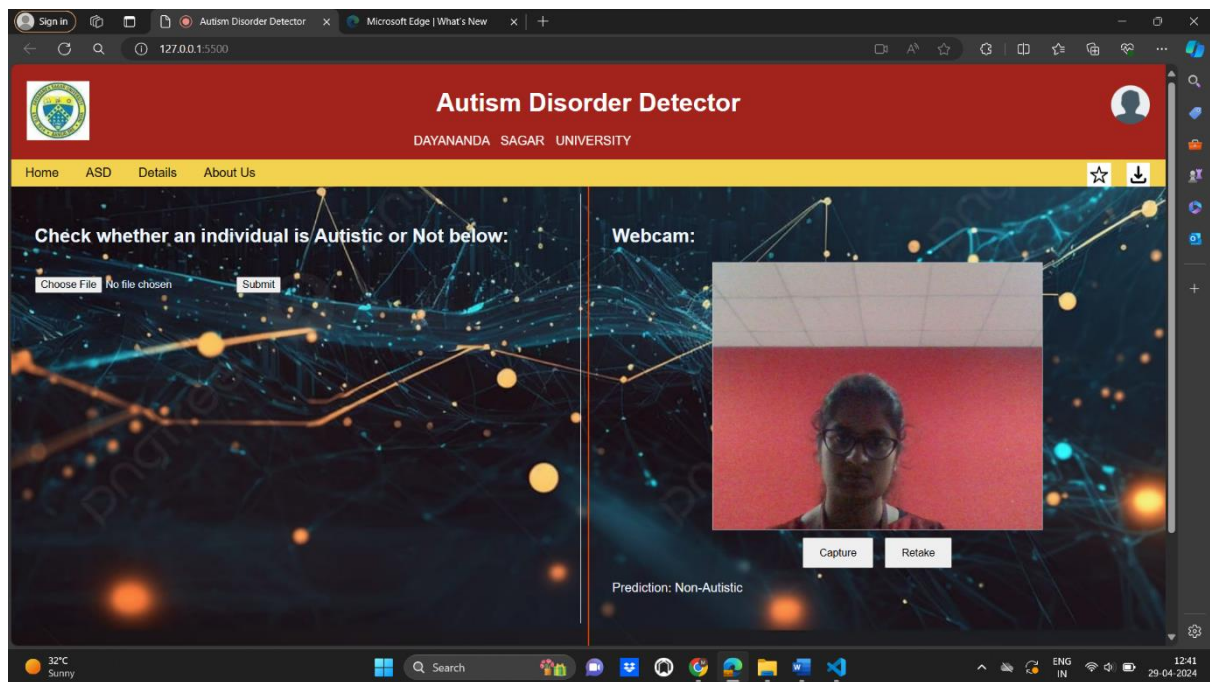 Sign in
Autism Disorder Detector
Microsoft Edge | What's New
127.0.0.1:5500
Autism Disorder Detector
DAYANANDA SAGAR UNIVERSITY
Home ASD Details About Us
Check whether an individual is Autistic or Not below:
Choose File No file chosen Submit
Webcam:
Capture Retake
Prediction: Non-Autistic
32°C
Sunny
Search
ENG
IN
12:41
29-04-2024